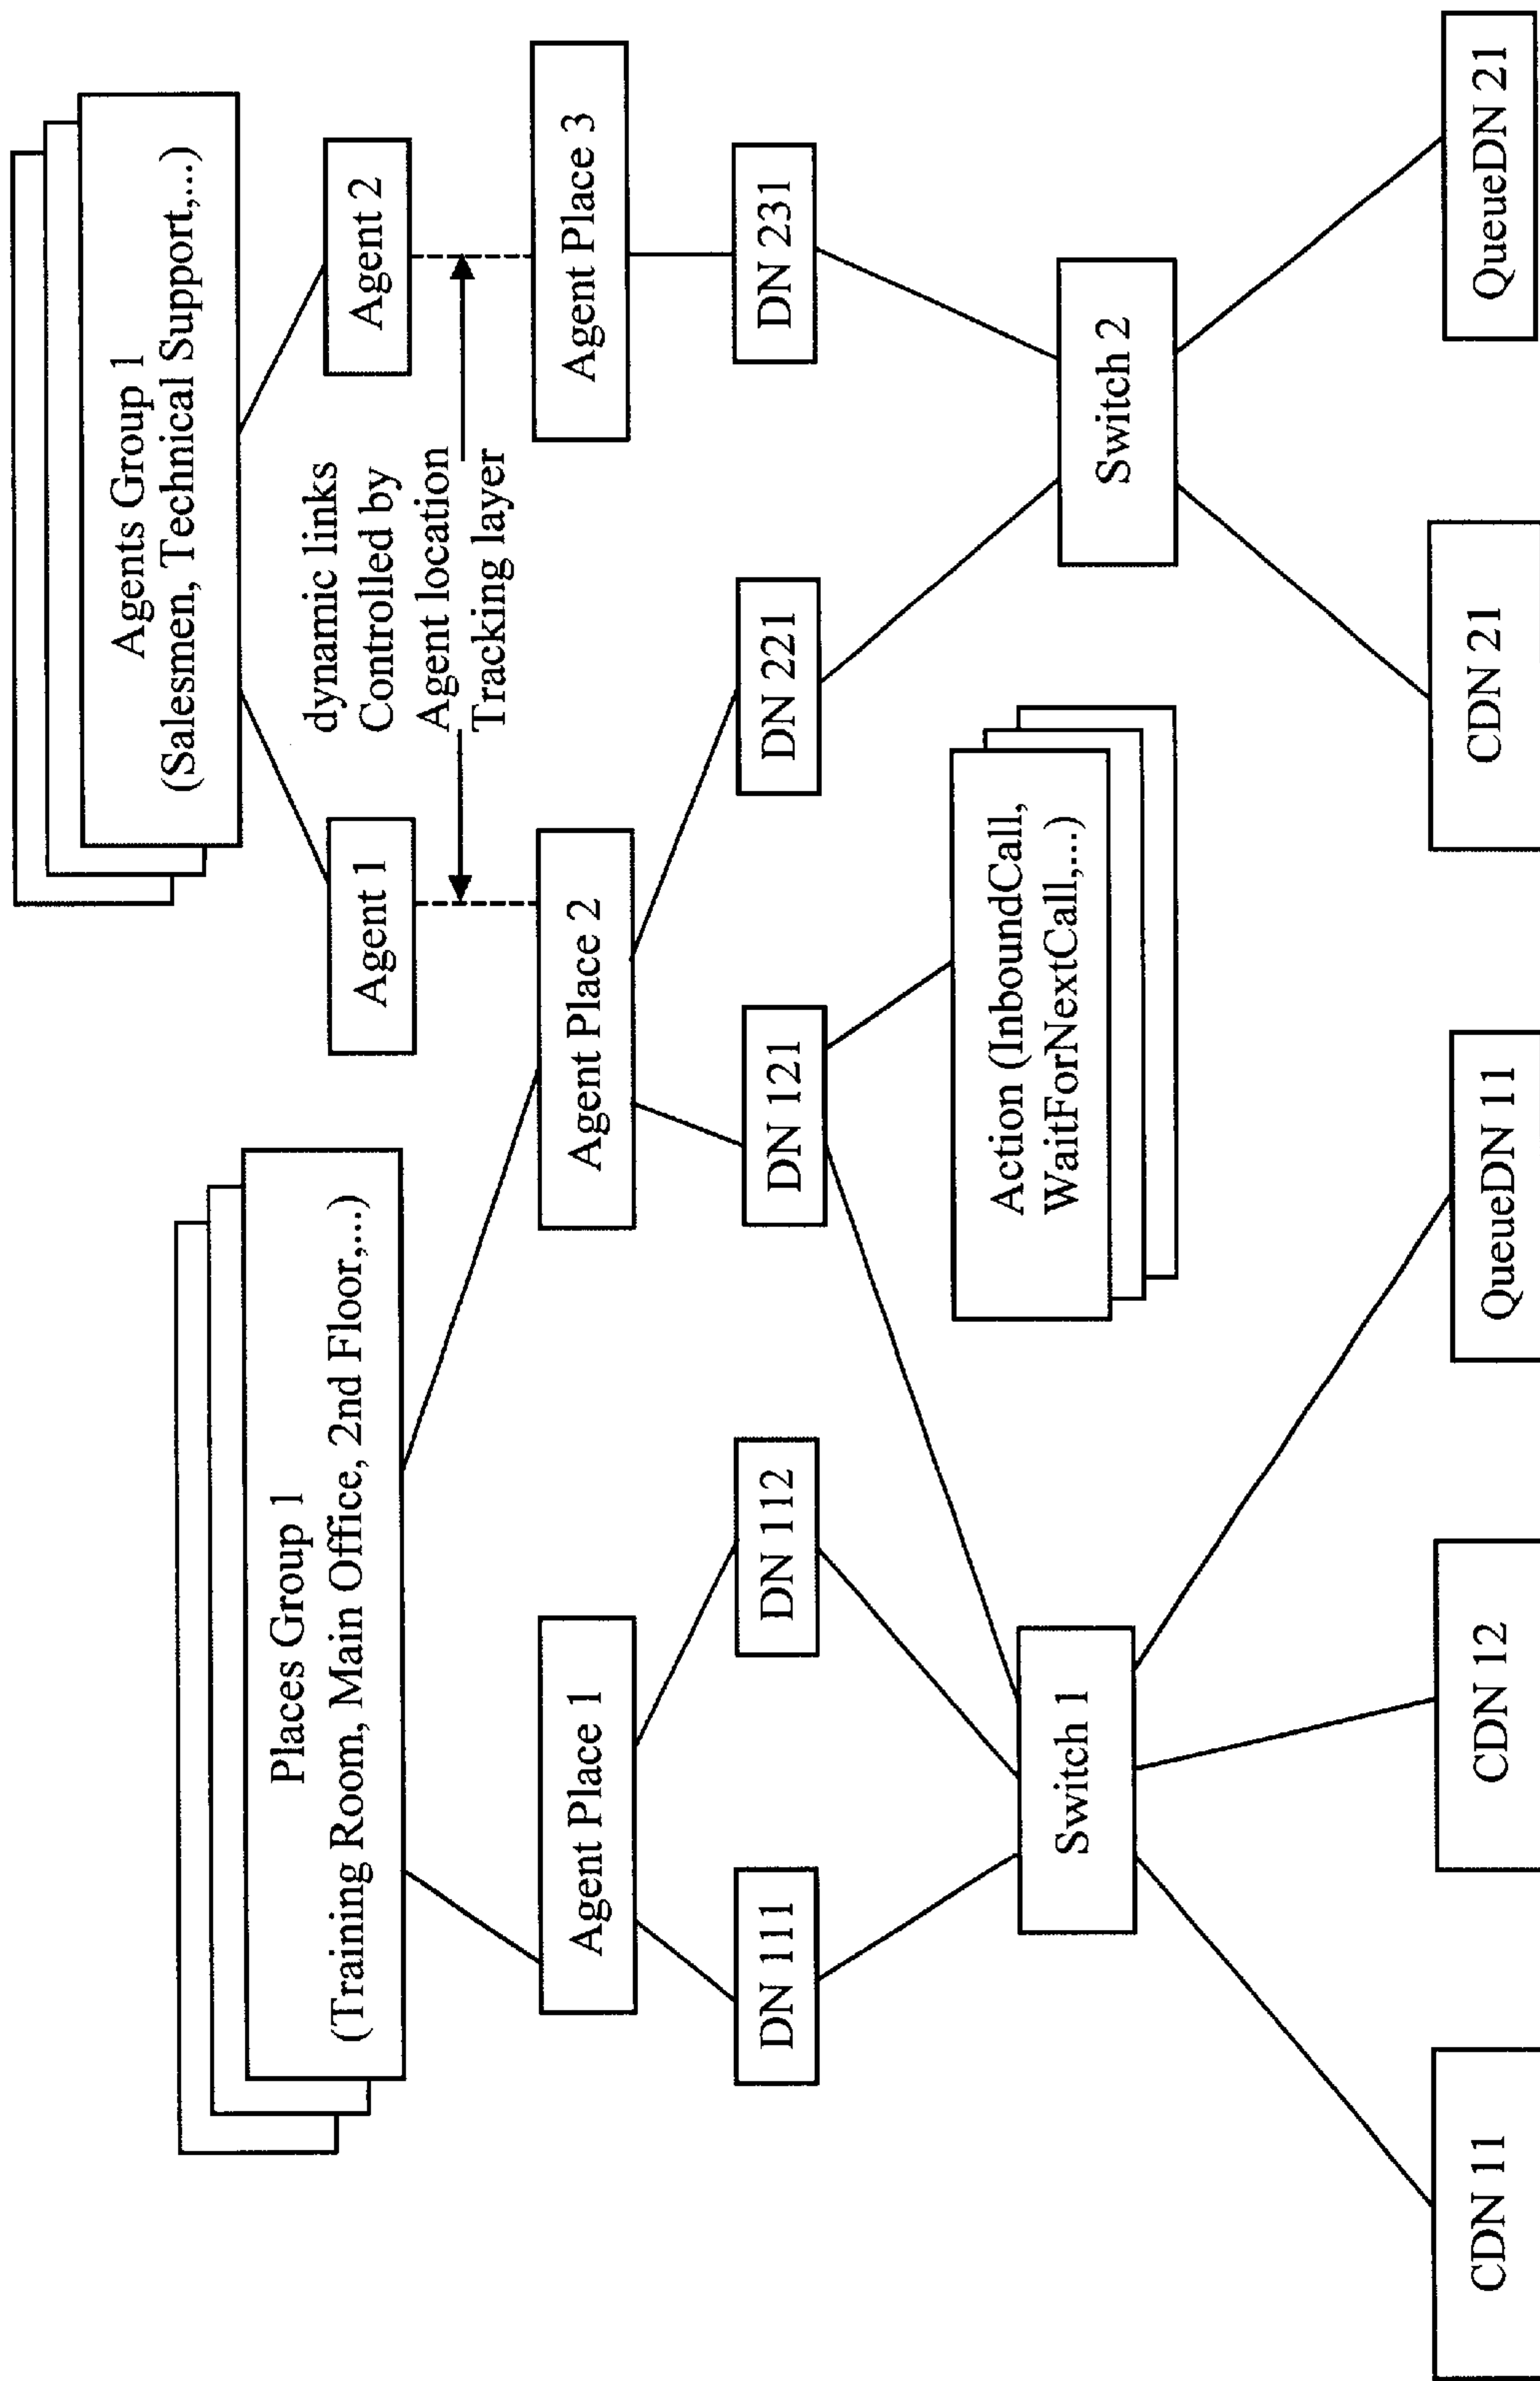 Agents Group 1
(Salesmen, Technical Support,...)
Places Group 1
(Training Room, Main Office, 2nd Floor,...)
Agent 1
Agent 2
dynamic links
Controlled by
Agent location
Tracking layer
Agent Place 1
Agent Place 2
Agent Place 3
DN 111
DN 112
DN 121
DN 221
DN 231
Action (InboundCall,
WaitForNextCall,...)
Switch 1
Switch 2
CDN 11
CDN 12
QueueDN 11
CDN 21
QueueDN 21